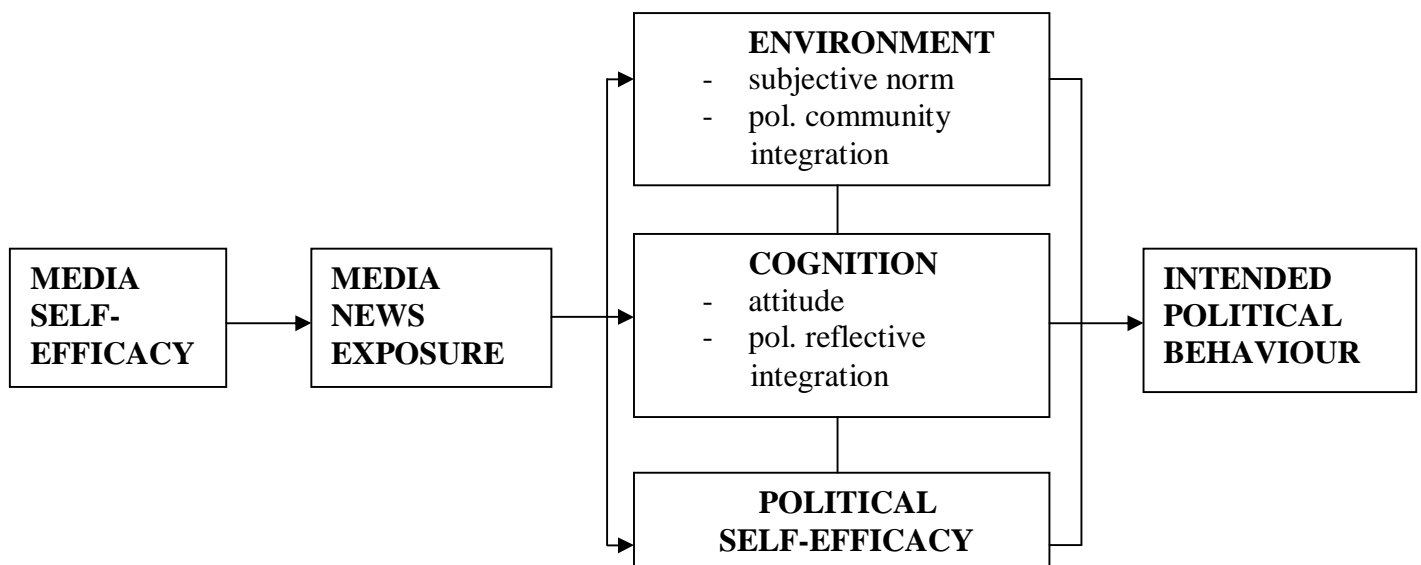 MEDIA
SELF-
EFFICACY
MEDIA
NEWS
EXPOSURE
ENVIRONMENT
- subjective norm
- pol. community
integration
COGNITION
- attitude
- pol. reflective
integration
POLITICAL
SELF-EFFICACY
INTENDED
POLITICAL
BEHAVIOUR